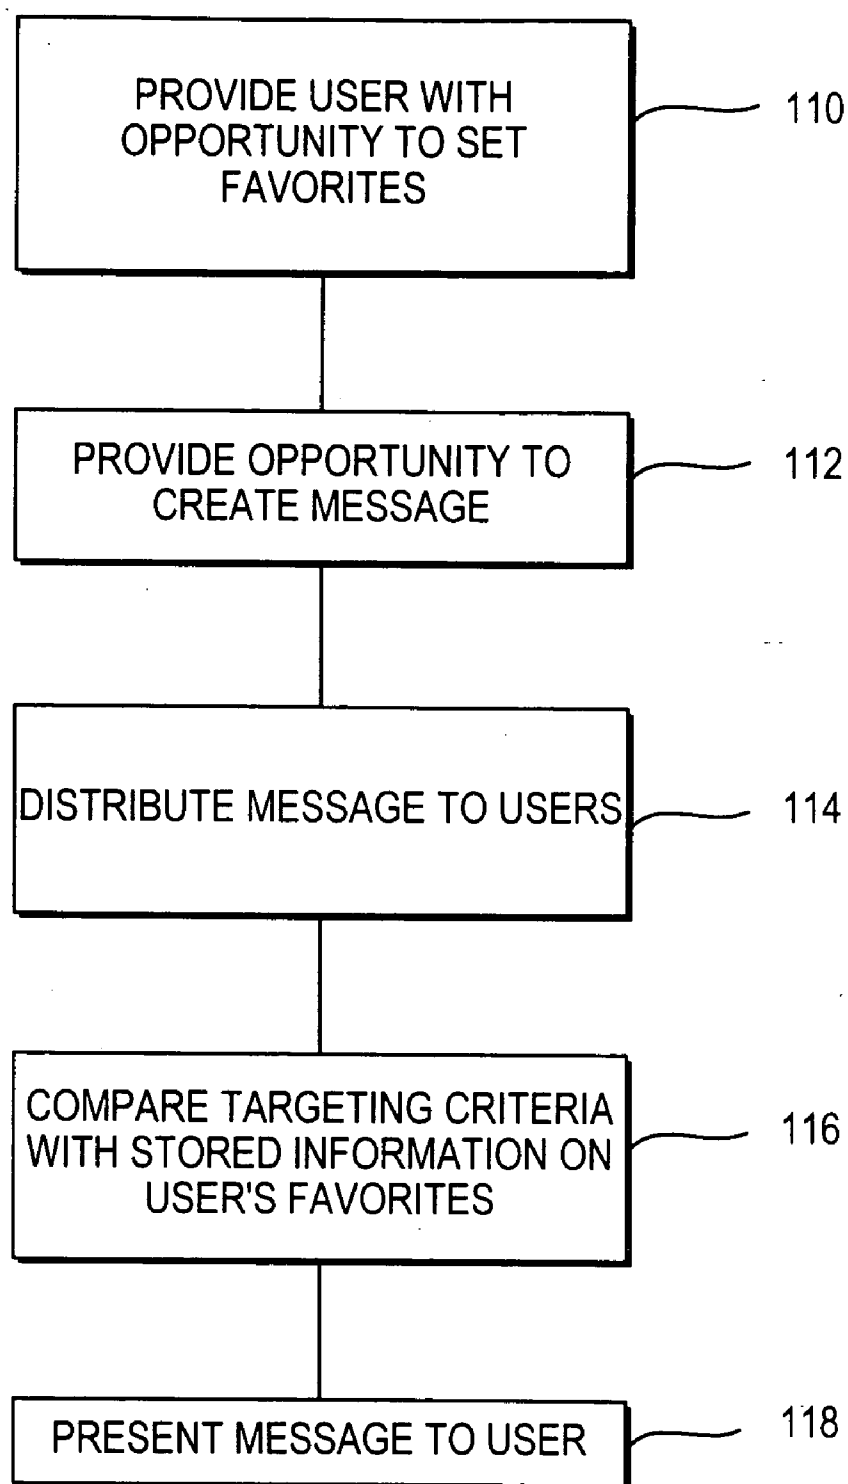 PROVIDE USER WITH
OPPORTUNITY TO SET
FAVORITES
110
PROVIDE OPPORTUNITY TO
CREATE MESSAGE
112
DISTRIBUTE MESSAGE TO USERS
114
COMPARE TARGETING CRITERIA
WITH STORED INFORMATION ON
USER'S FAVORITES
116
PRESENT MESSAGE TO USER
118